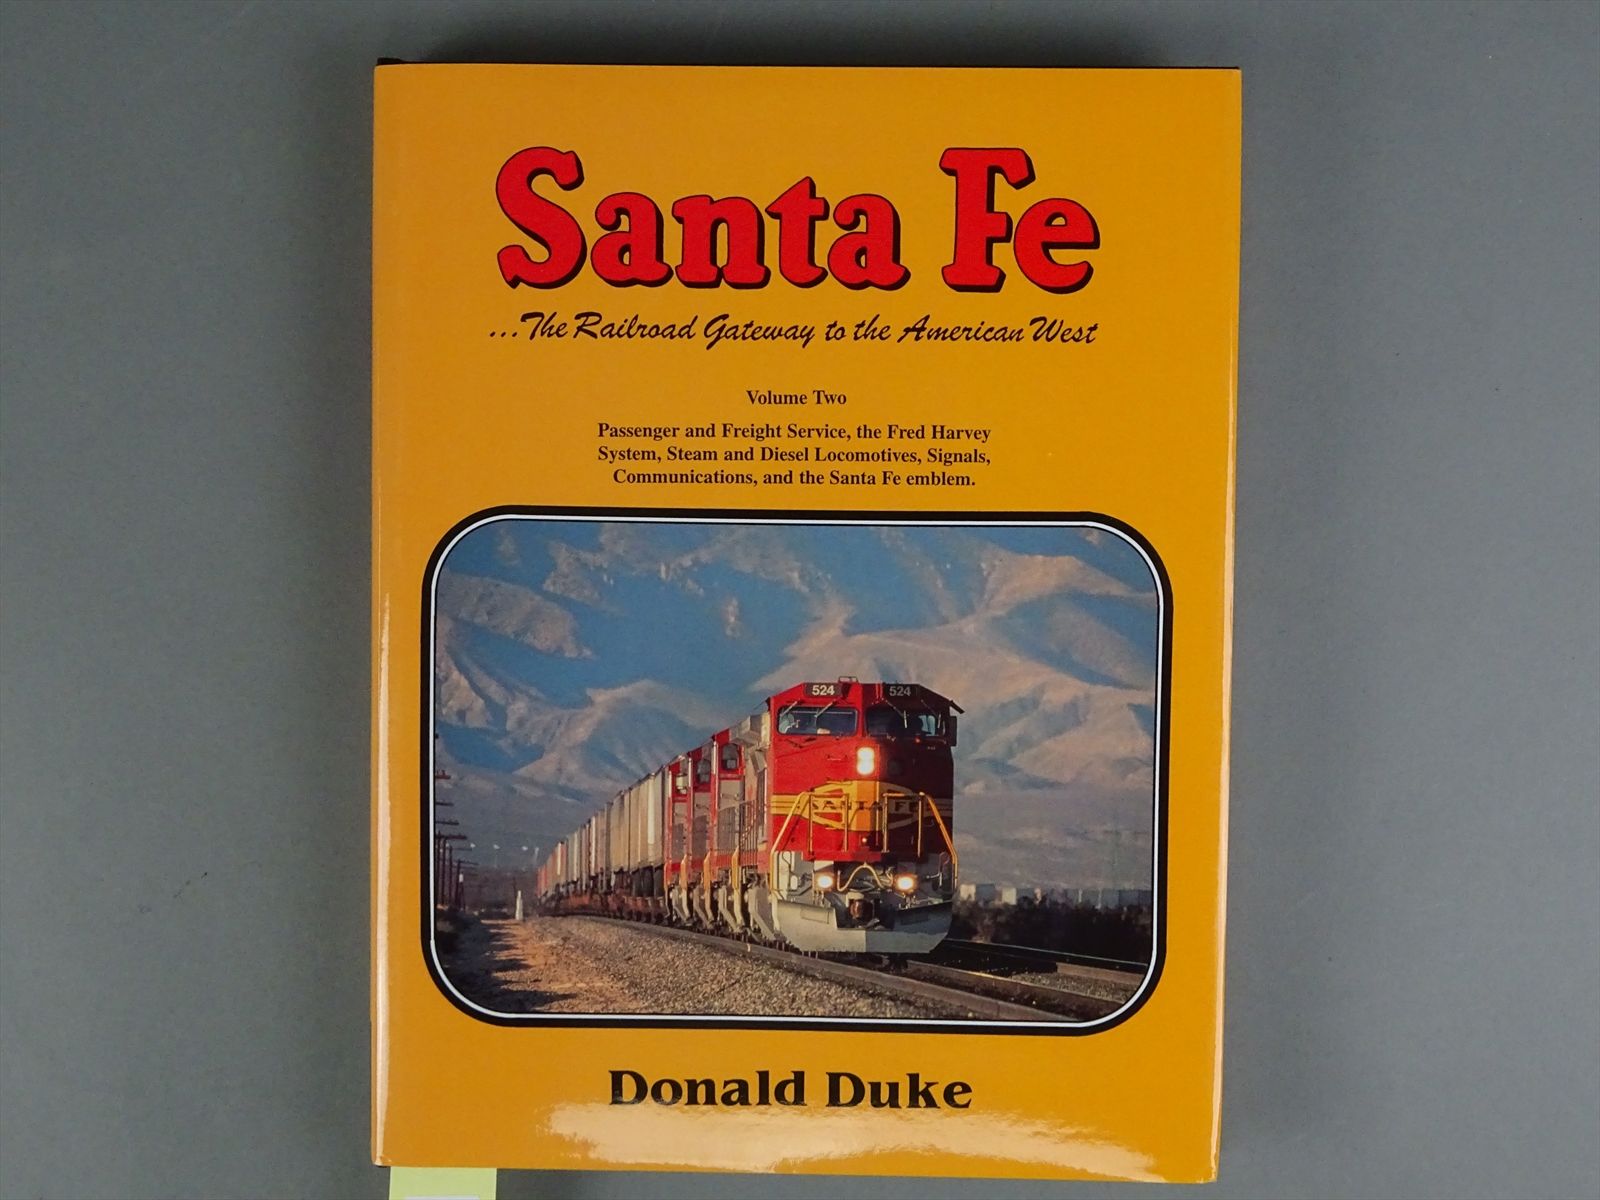 Santa Fe
...The Railroad Gateway to the American West
Volume Two
Passenger and Freight Service, the Fred Harvey
System, Steam and Diesel Locomotives, Signals,
Communications, and the Santa Fe emblem.
524 524
SANTA FE
Donald Duke